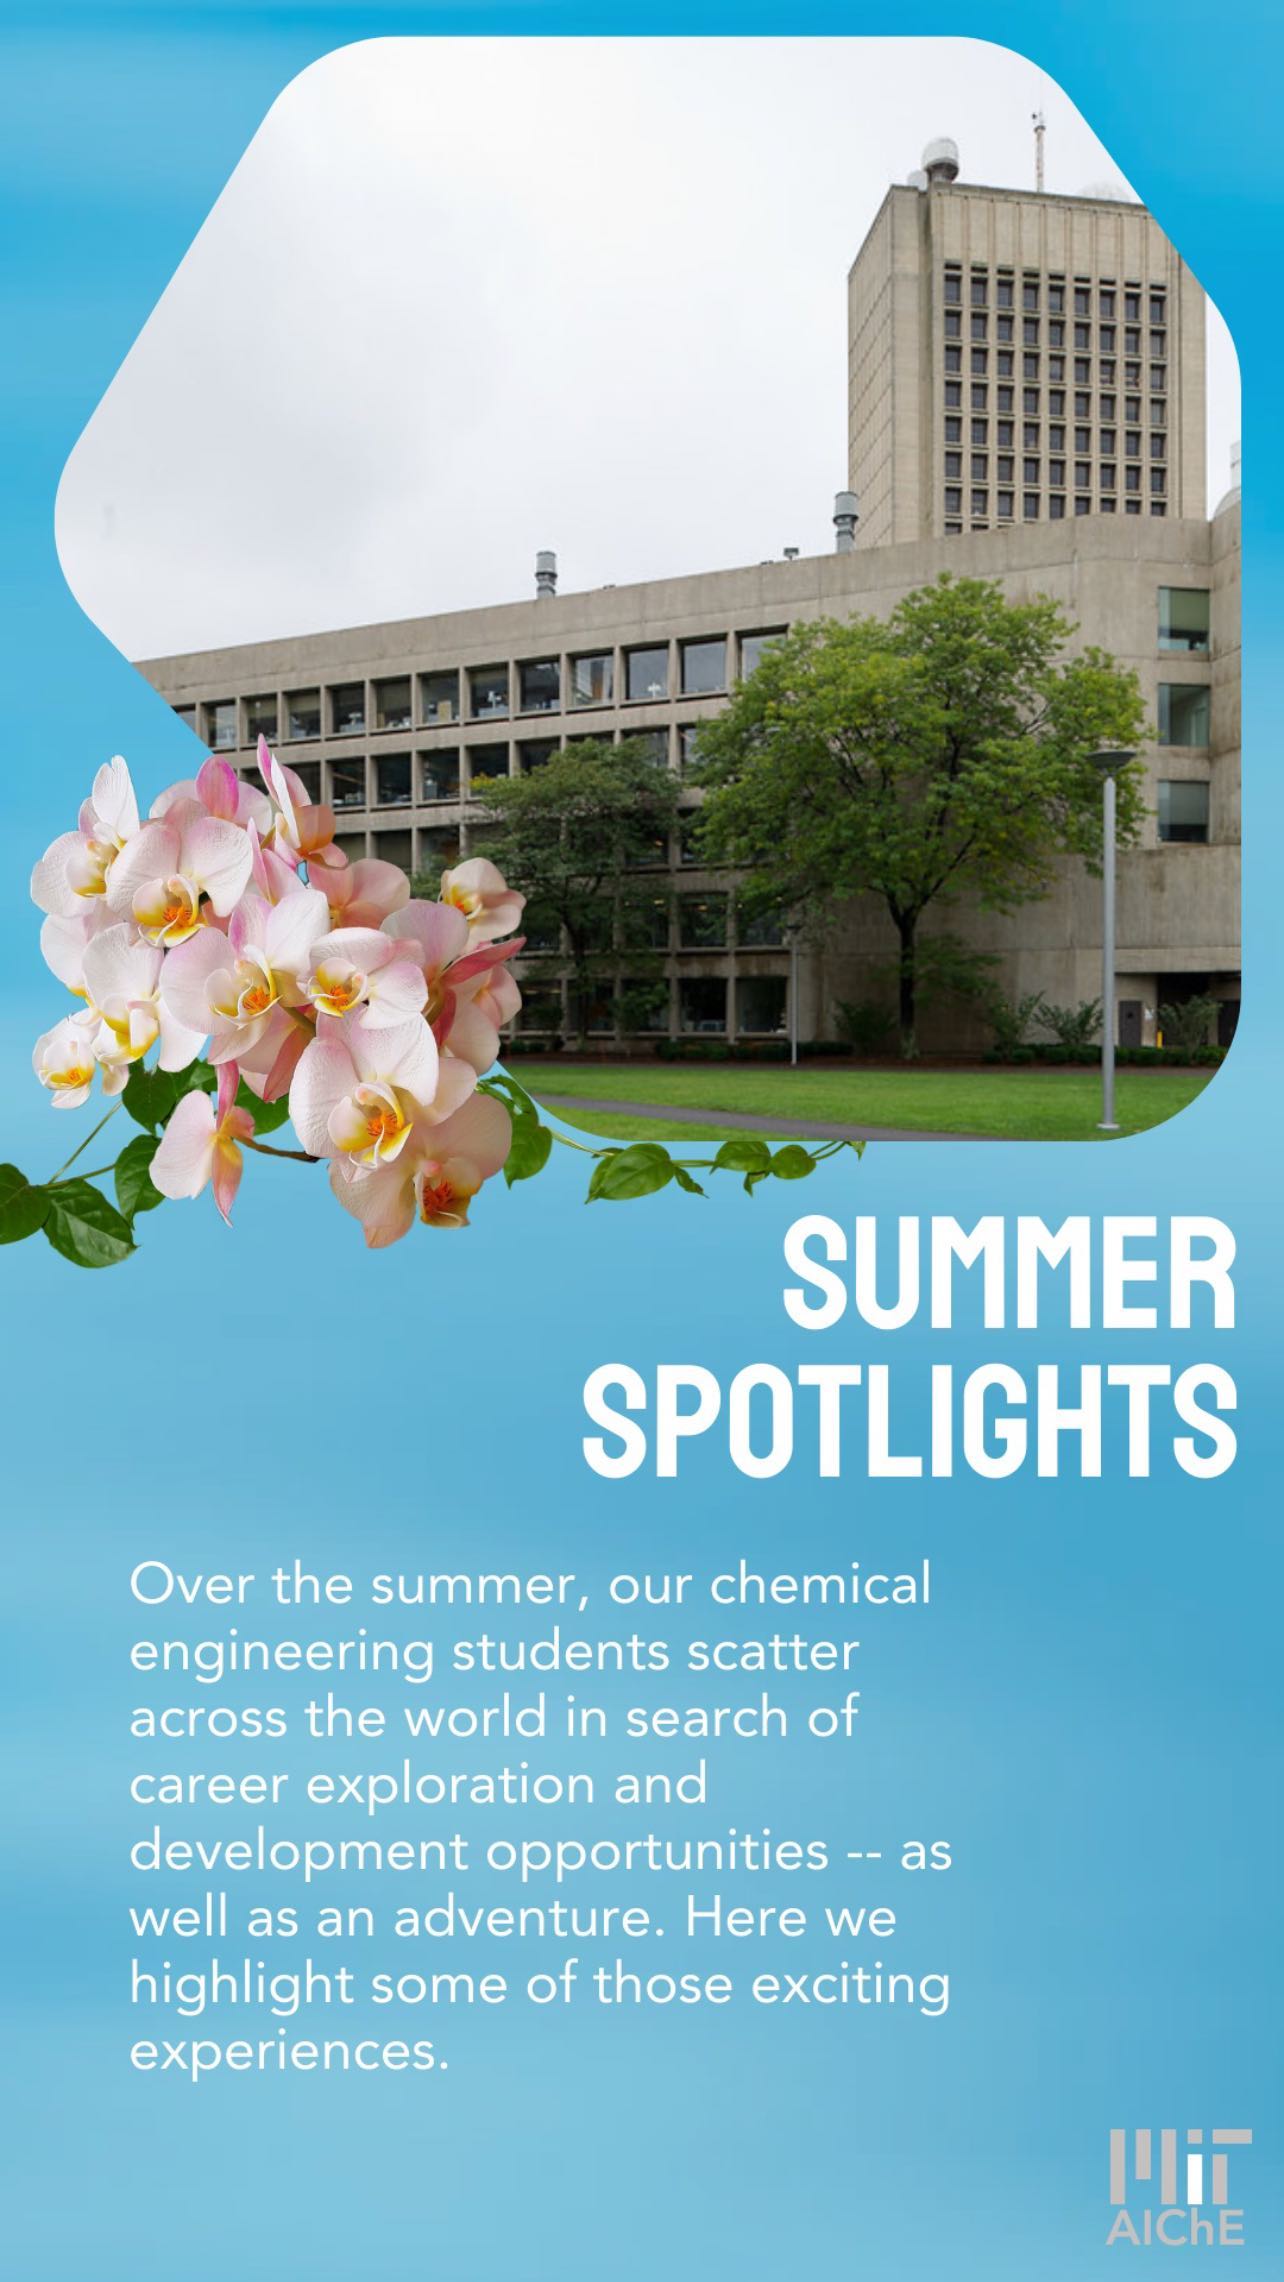 SUMMER
SPOTLIGHTS
Over the summer, our chemical
engineering students scatter
across the world in search of
career exploration and
development opportunities -- as
well as an adventure. Here we
highlight some of those exciting
experiences.
MIT
AIChE